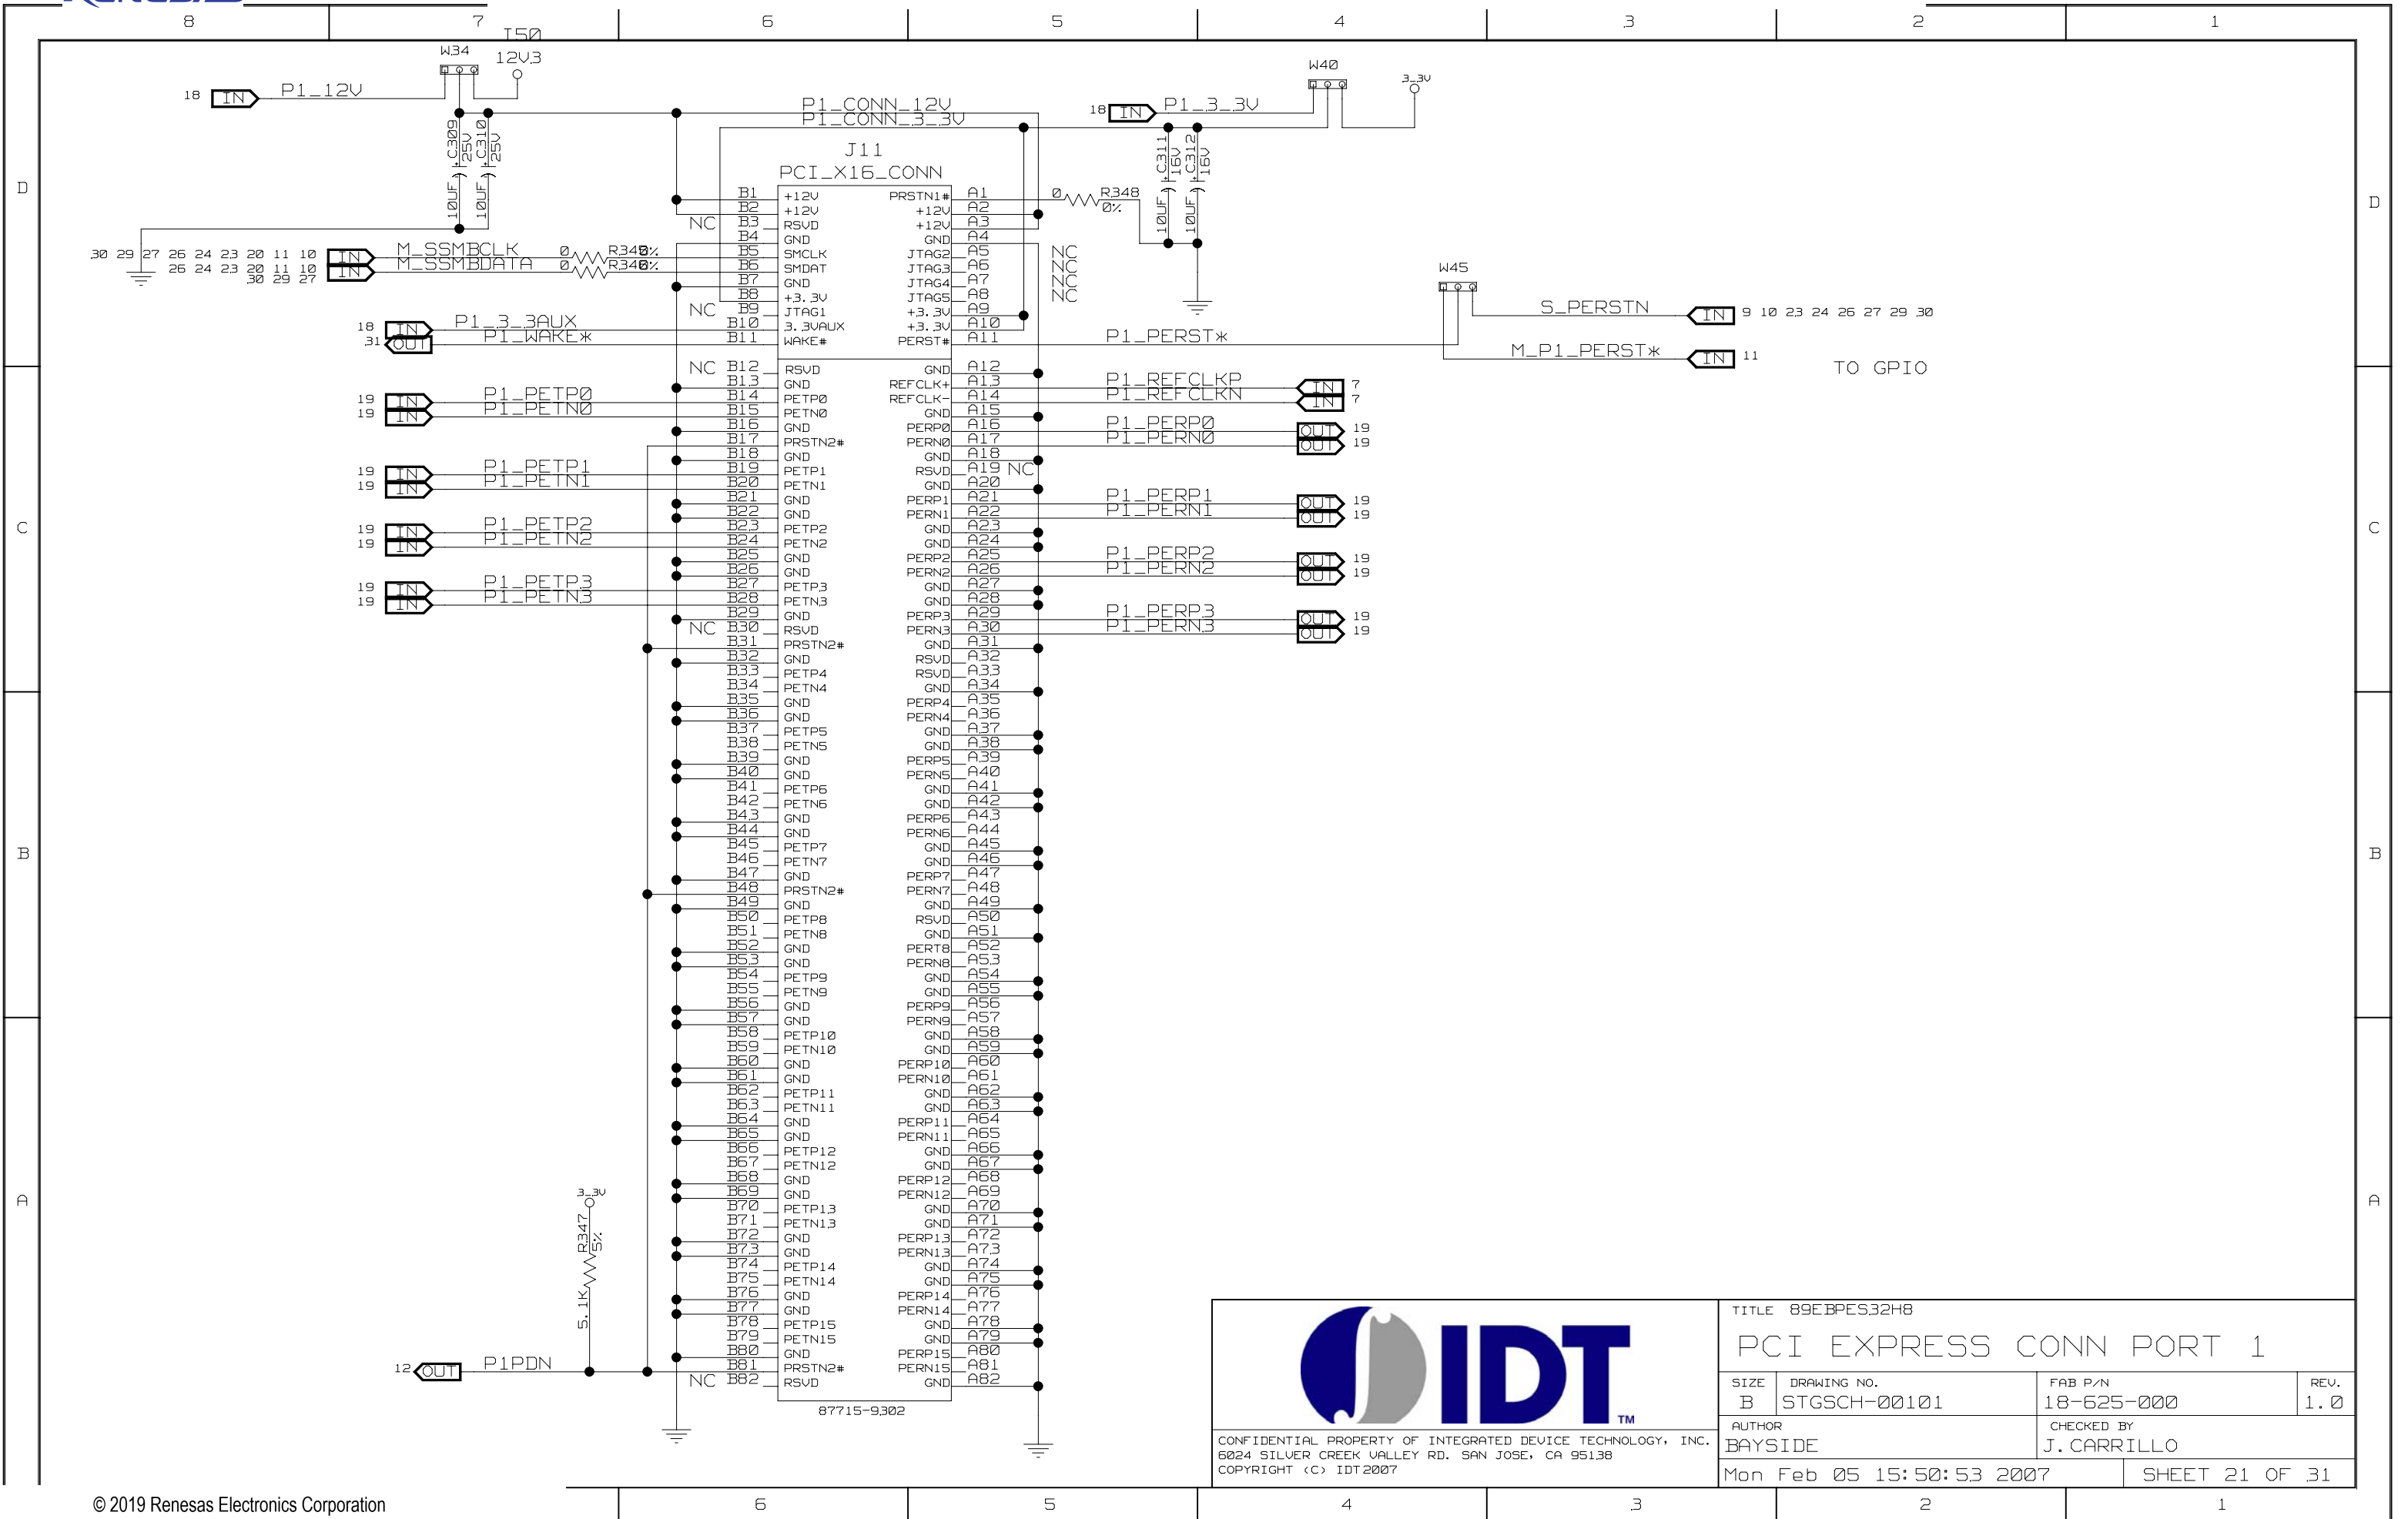 RENESAS
8 7 6 5 4 3 2 1
D
C
B
A
I50
W34
12V3
18 IN P1_12V
C309
25V
10UF
C310
25V
10UF
P1_CONN_12V
P1_CONN_3_3V
W40
3_3V
18 IN P1_3_3V
C311
16V
10UF
C312
16V
10UF
J11
PCI_X16_CONN
0 R348
0%
30 29 27 26 24 23 20 11 10 IN M_SSMBCLK 0
26 24 23 20 11 10 IN M_SSMBDATA 0 R346
30 29 27
18 IN P1_3_3AUX
31 OUT P1_WAKE*
W45
S_PERSTN IN 9 10 23 24 26 27 29 30
P1_PERST*
M_P1_PERST* IN 11
TO GPIO
B1 +12V PRSTN1# A1
B2 +12V +12V A2
NC B3 RSVD +12V A3
B4 GND GND A4
B5 SMCLK JTAG2 A5 NC
B6 SMDAT JTAG3 A6 NC
B7 GND JTAG4 A7 NC
B8 +3.3V JTAG5 A8 NC
NC B9 JTAG1 +3.3V A9
B10 3.3VAUX +3.3V A10
B11 WAKE# PERST# A11
NC B12 RSVD GND A12
B13 GND REFCLK+ A13 P1_REFCLKP IN 7
19 IN P1_PETP0 B14 PETP0 REFCLK- A14 P1_REFCLKN IN 7
19 IN P1_PETN0 B15 PETN0 GND A15
B16 GND PERP0 A16 P1_PERP0 OUT 19
B17 PRSTN2# PERN0 A17 P1_PERN0 OUT 19
B18 GND GND A18
19 IN P1_PETP1 B19 PETP1 RSVD A19 NC
19 IN P1_PETN1 B20 PETN1 GND A20
B21 GND PERP1 A21 P1_PERP1 OUT 19
B22 GND PERN1 A22 P1_PERN1 OUT 19
19 IN P1_PETP2 B23 PETP2 GND A23
19 IN P1_PETN2 B24 PETN2 GND A24
B25 GND PERP2 A25 P1_PERP2 OUT 19
B26 GND PERN2 A26 P1_PERN2 OUT 19
19 IN P1_PETP3 B27 PETP3 GND A27
19 IN P1_PETN3 B28 PETN3 GND A28
B29 GND PERP3 A29 P1_PERP3 OUT 19
NC B30 RSVD PERN3 A30 P1_PERN3 OUT 19
B31 PRSTN2# GND A31
B32 GND RSVD A32
B33 PETP4 RSVD A33
B34 PETN4 GND A34
B35 GND PERP4 A35
B36 GND PERN4 A36
B37 PETP5 GND A37
B38 PETN5 GND A38
B39 GND PERP5 A39
B40 GND PERN5 A40
B41 PETP6 GND A41
B42 PETN6 GND A42
B43 GND PERP6 A43
B44 GND PERN6 A44
B45 PETP7 GND A45
B46 PETN7 GND A46
B47 GND PERP7 A47
B48 PRSTN2# PERN7 A48
B49 GND GND A49
B50 PETP8 RSVD A50
B51 PETN8 GND A51
B52 GND PERT8 A52
B53 GND PERN8 A53
B54 PETP9 GND A54
B55 PETN9 GND A55
B56 GND PERP9 A56
B57 GND PERN9 A57
B58 PETP10 GND A58
B59 PETN10 GND A59
B60 GND PERP10 A60
B61 GND PERN10 A61
B62 PETP11 GND A62
B63 PETN11 GND A63
B64 GND PERP11 A64
B65 GND PERN11 A65
B66 PETP12 GND A66
B67 PETN12 GND A67
B68 GND PERP12 A68
B69 GND PERN12 A69
B70 PETP13 GND A70
B71 PETN13 GND A71
B72 GND PERP13 A72
B73 GND PERN13 A73
B74 PETP14 GND A74
B75 PETN14 GND A75
B76 GND PERP14 A76
B77 GND PERN14 A77
B78 PETP15 GND A78
B79 PETN15 GND A79
B80 GND PERP15 A80
B81 PRSTN2# PERN15 A81
NC B82 RSVD GND A82
87715-9302
3_3V
R347
5%
5.1K
12 OUT P1PDN
IDT TM
CONFIDENTIAL PROPERTY OF INTEGRATED DEVICE TECHNOLOGY, INC.
6024 SILVER CREEK VALLEY RD. SAN JOSE, CA 95138
COPYRIGHT (C) IDT2007
TITLE 89EBPES32H8
PCI EXPRESS CONN PORT 1
SIZE DRAWING NO. FAB P/N REV.
B STGSCH-00101 18-625-000 1.0
AUTHOR CHECKED BY
BAYSIDE J.CARRILLO
Mon Feb 05 15:50:53 2007 SHEET 21 OF 31
D
C
B
A
6 5 4 3 2 1
© 2019 Renesas Electronics Corporation